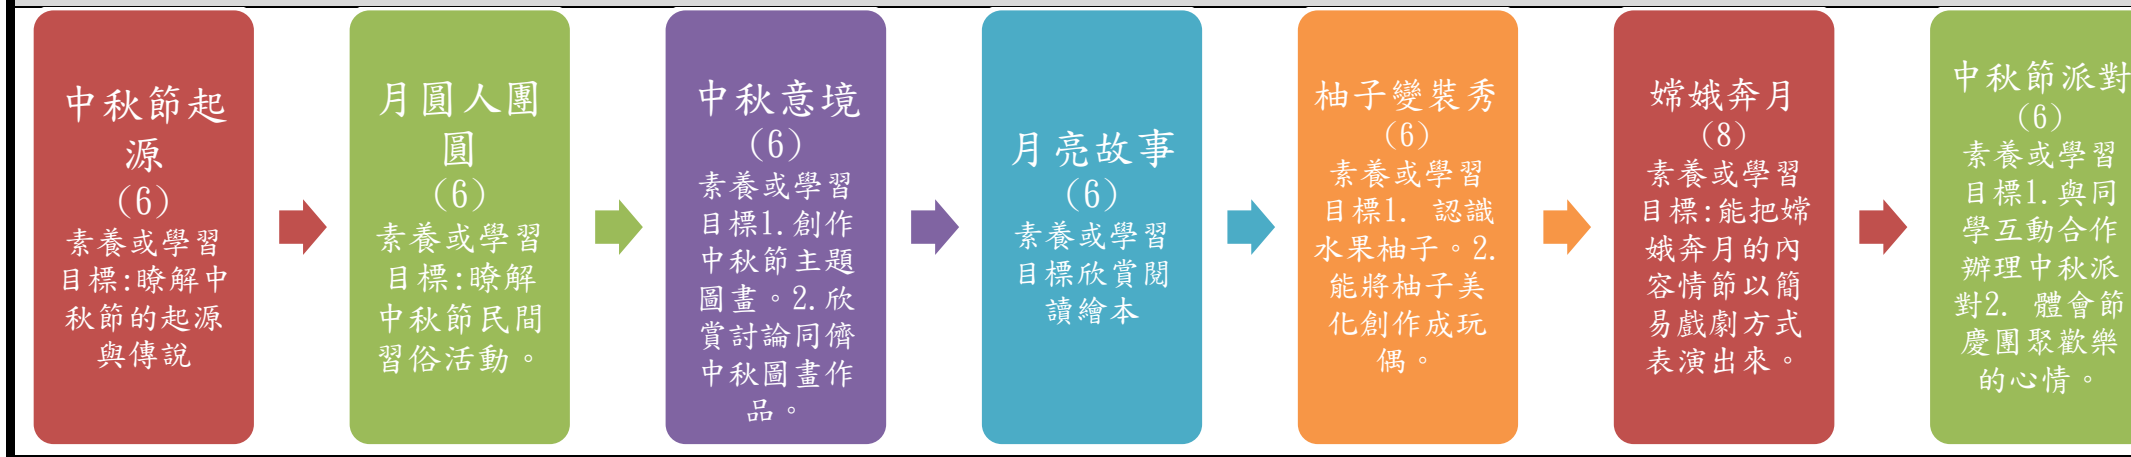 中秋節起
源
(6)
素養或學習
目標:瞭解中
秋節的起源
與傳說
月圓人團
圓
(6)
素養或學習
目標:瞭解
中秋節民間
習俗活動。
中秋意境
(6)
素養或學習
目標1.創作
中秋節主題
圖畫。2.欣
賞討論同儕
中秋圖畫作
品。
月亮故事
(6)
素養或學習
目標欣賞閱
讀繪本
柚子變裝秀
(6)
素養或學習
目標1. 認識
水果柚子。2.
能將柚子美
化創作成玩
偶。
嫦娥奔月
(8)
素養或學習
目標:能把嫦
娥奔月的內
容情節以簡
易戲劇方式
表演出來。
中秋節派對
(6)
素養或學習
目標1.與同
學互動合作
辦理中秋派
對2. 體會節
慶團聚歡樂
的心情。